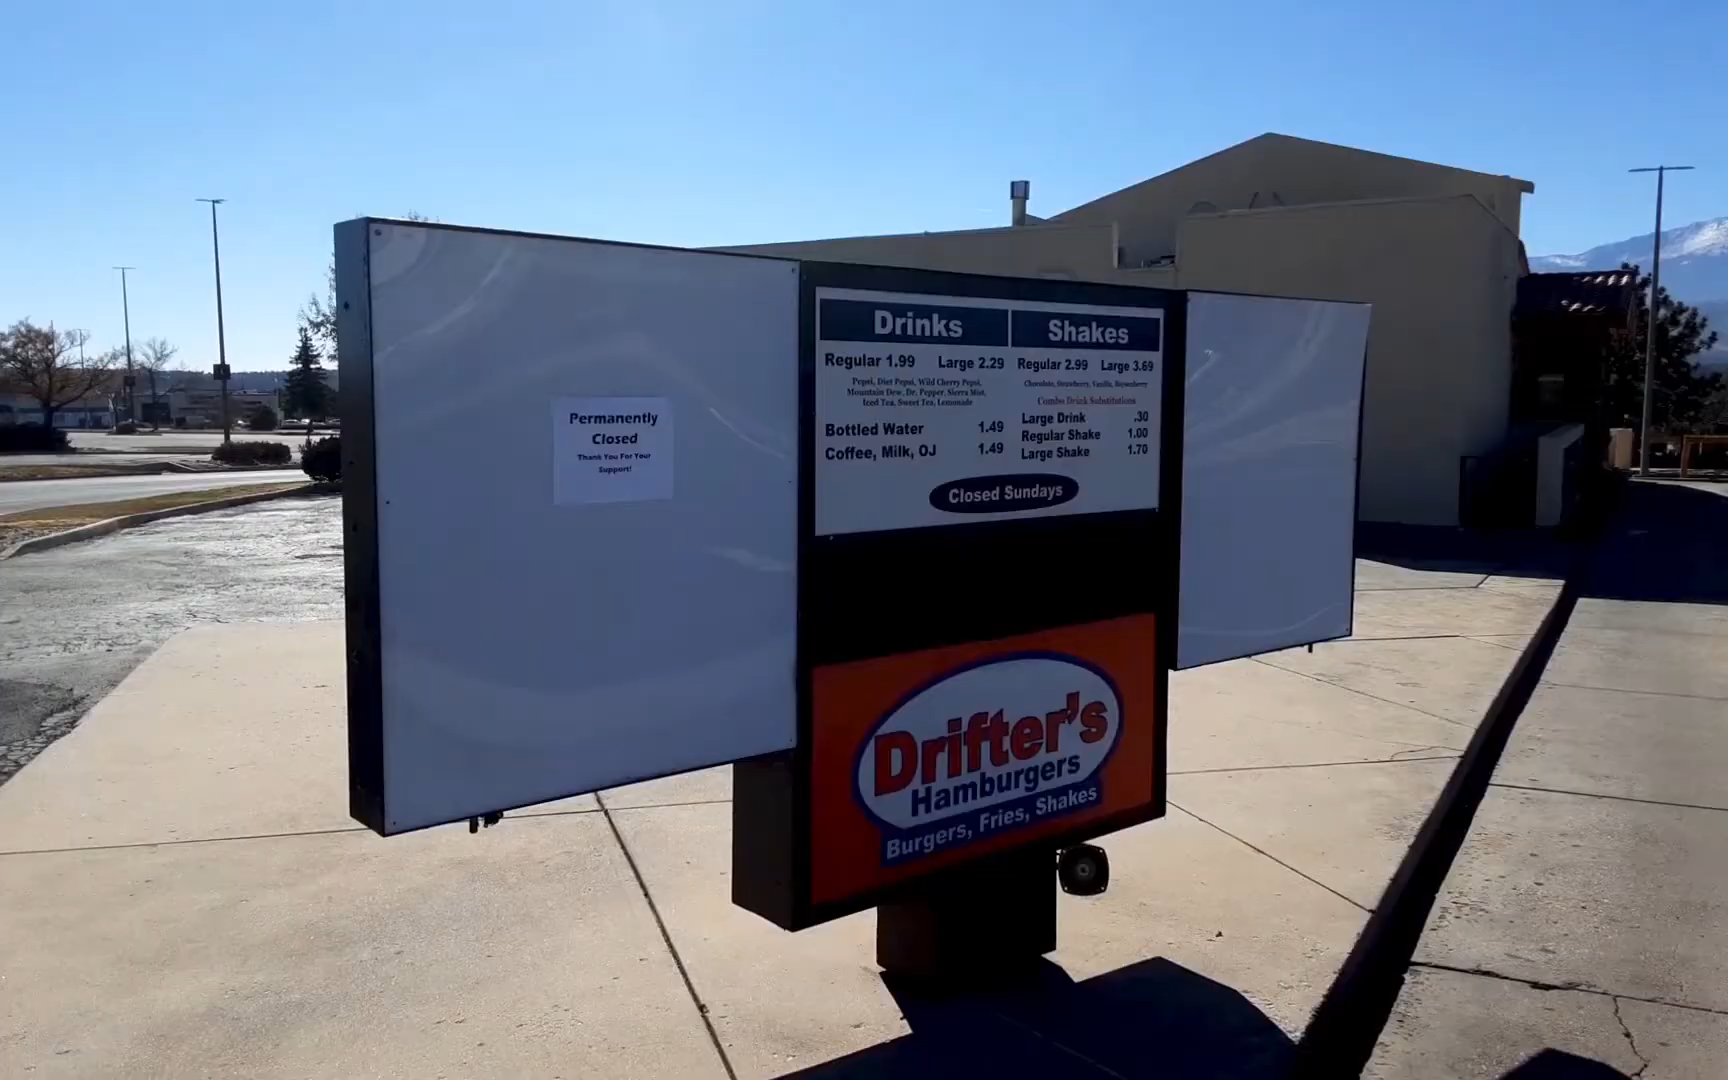 Permanently
Closed
Thank You For Your
Support!
Drinks
Regular 1.99 Large 2.29
Pepsi, Diet Pepsi, Wild Cherry Pepsi,
Mountain Dew, Dr. Pepper, Sierra Mist,
Iced Tea, Sweet Tea, Lemonade
Bottled Water 1.49
Coffee, Milk, OJ 1.49
Shakes
Regular 2.99 Large 3.69
Chocolate, Strawberry, Vanilla, Boysenberry
Combo Drink Substitutions
Large Drink .30
Regular Shake 1.00
Large Shake 1.70
Closed Sundays
Drifter's
Hamburgers
Burgers, Fries, Shakes